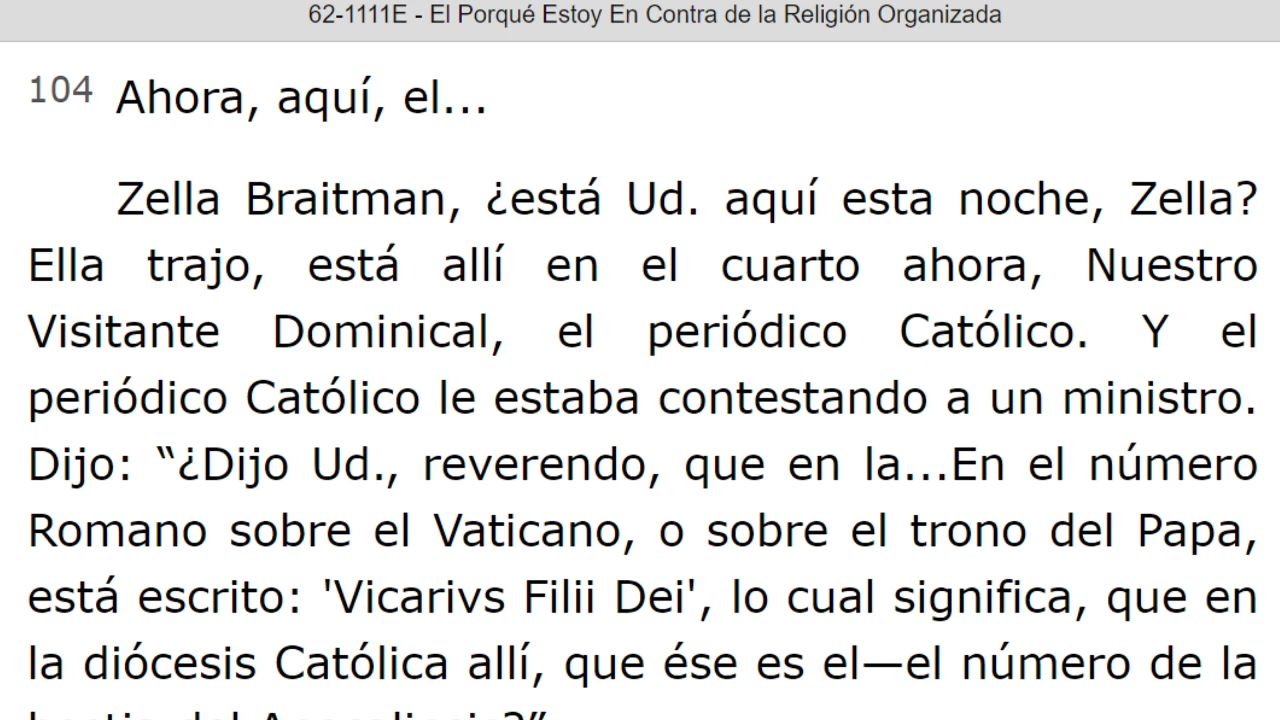 62-1111E - El Porqué Estoy En Contra de la Religión Organizada
104 Ahora, aquí, el...
Zella Braitman, ¿está Ud. aquí esta noche, Zella?
Ella trajo, está allí en el cuarto ahora, Nuestro
Visitante Dominical, el periódico Católico. Y el
periódico Católico le estaba contestando a un ministro.
Dijo: “¿Dijo Ud., reverendo, que en la...En el número
Romano sobre el Vaticano, o sobre el trono del Papa,
está escrito: 'Vicarivs Filii Dei', lo cual significa, que en
la diócesis Católica allí, que ése es el—el número de la
bestia del Apocalipsis?”